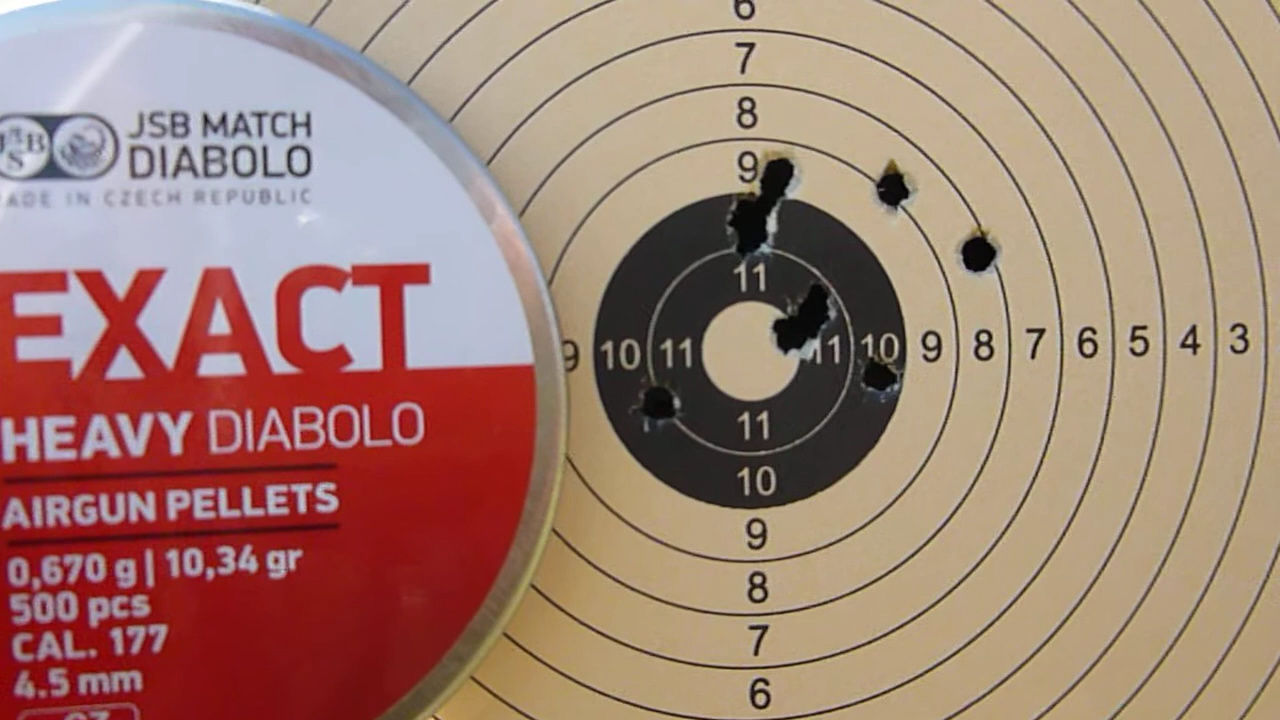 JSB MATCH
DIABOLO
MADE IN CZECH REPUBLIC
EXACT
HEAVY DIABOLO
AIRGUN PELLETS
0,670 g | 10,34 gr
500 pcs
CAL. 177
4.5 mm
6
7
8
9
11
9 10 11 11 10 9 8 7 6 5 4 3
11
10
9
8
7
6